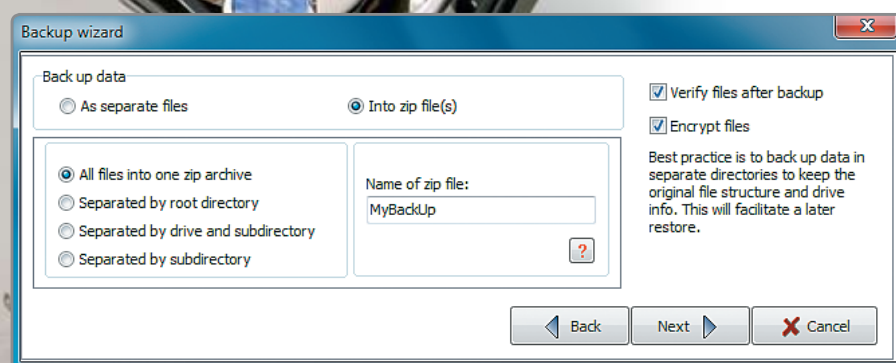 Backup wizard
Back up data
As separate files
Into zip file(s)
All files into one zip archive
Separated by root directory
Separated by drive and subdirectory
Separated by subdirectory
Name of zip file:
MyBackUp
?
Verify files after backup
Encrypt files
Best practice is to back up data in
separate directories to keep the
original file structure and drive
info. This will facilitate a later
restore.
Back
Next
Cancel